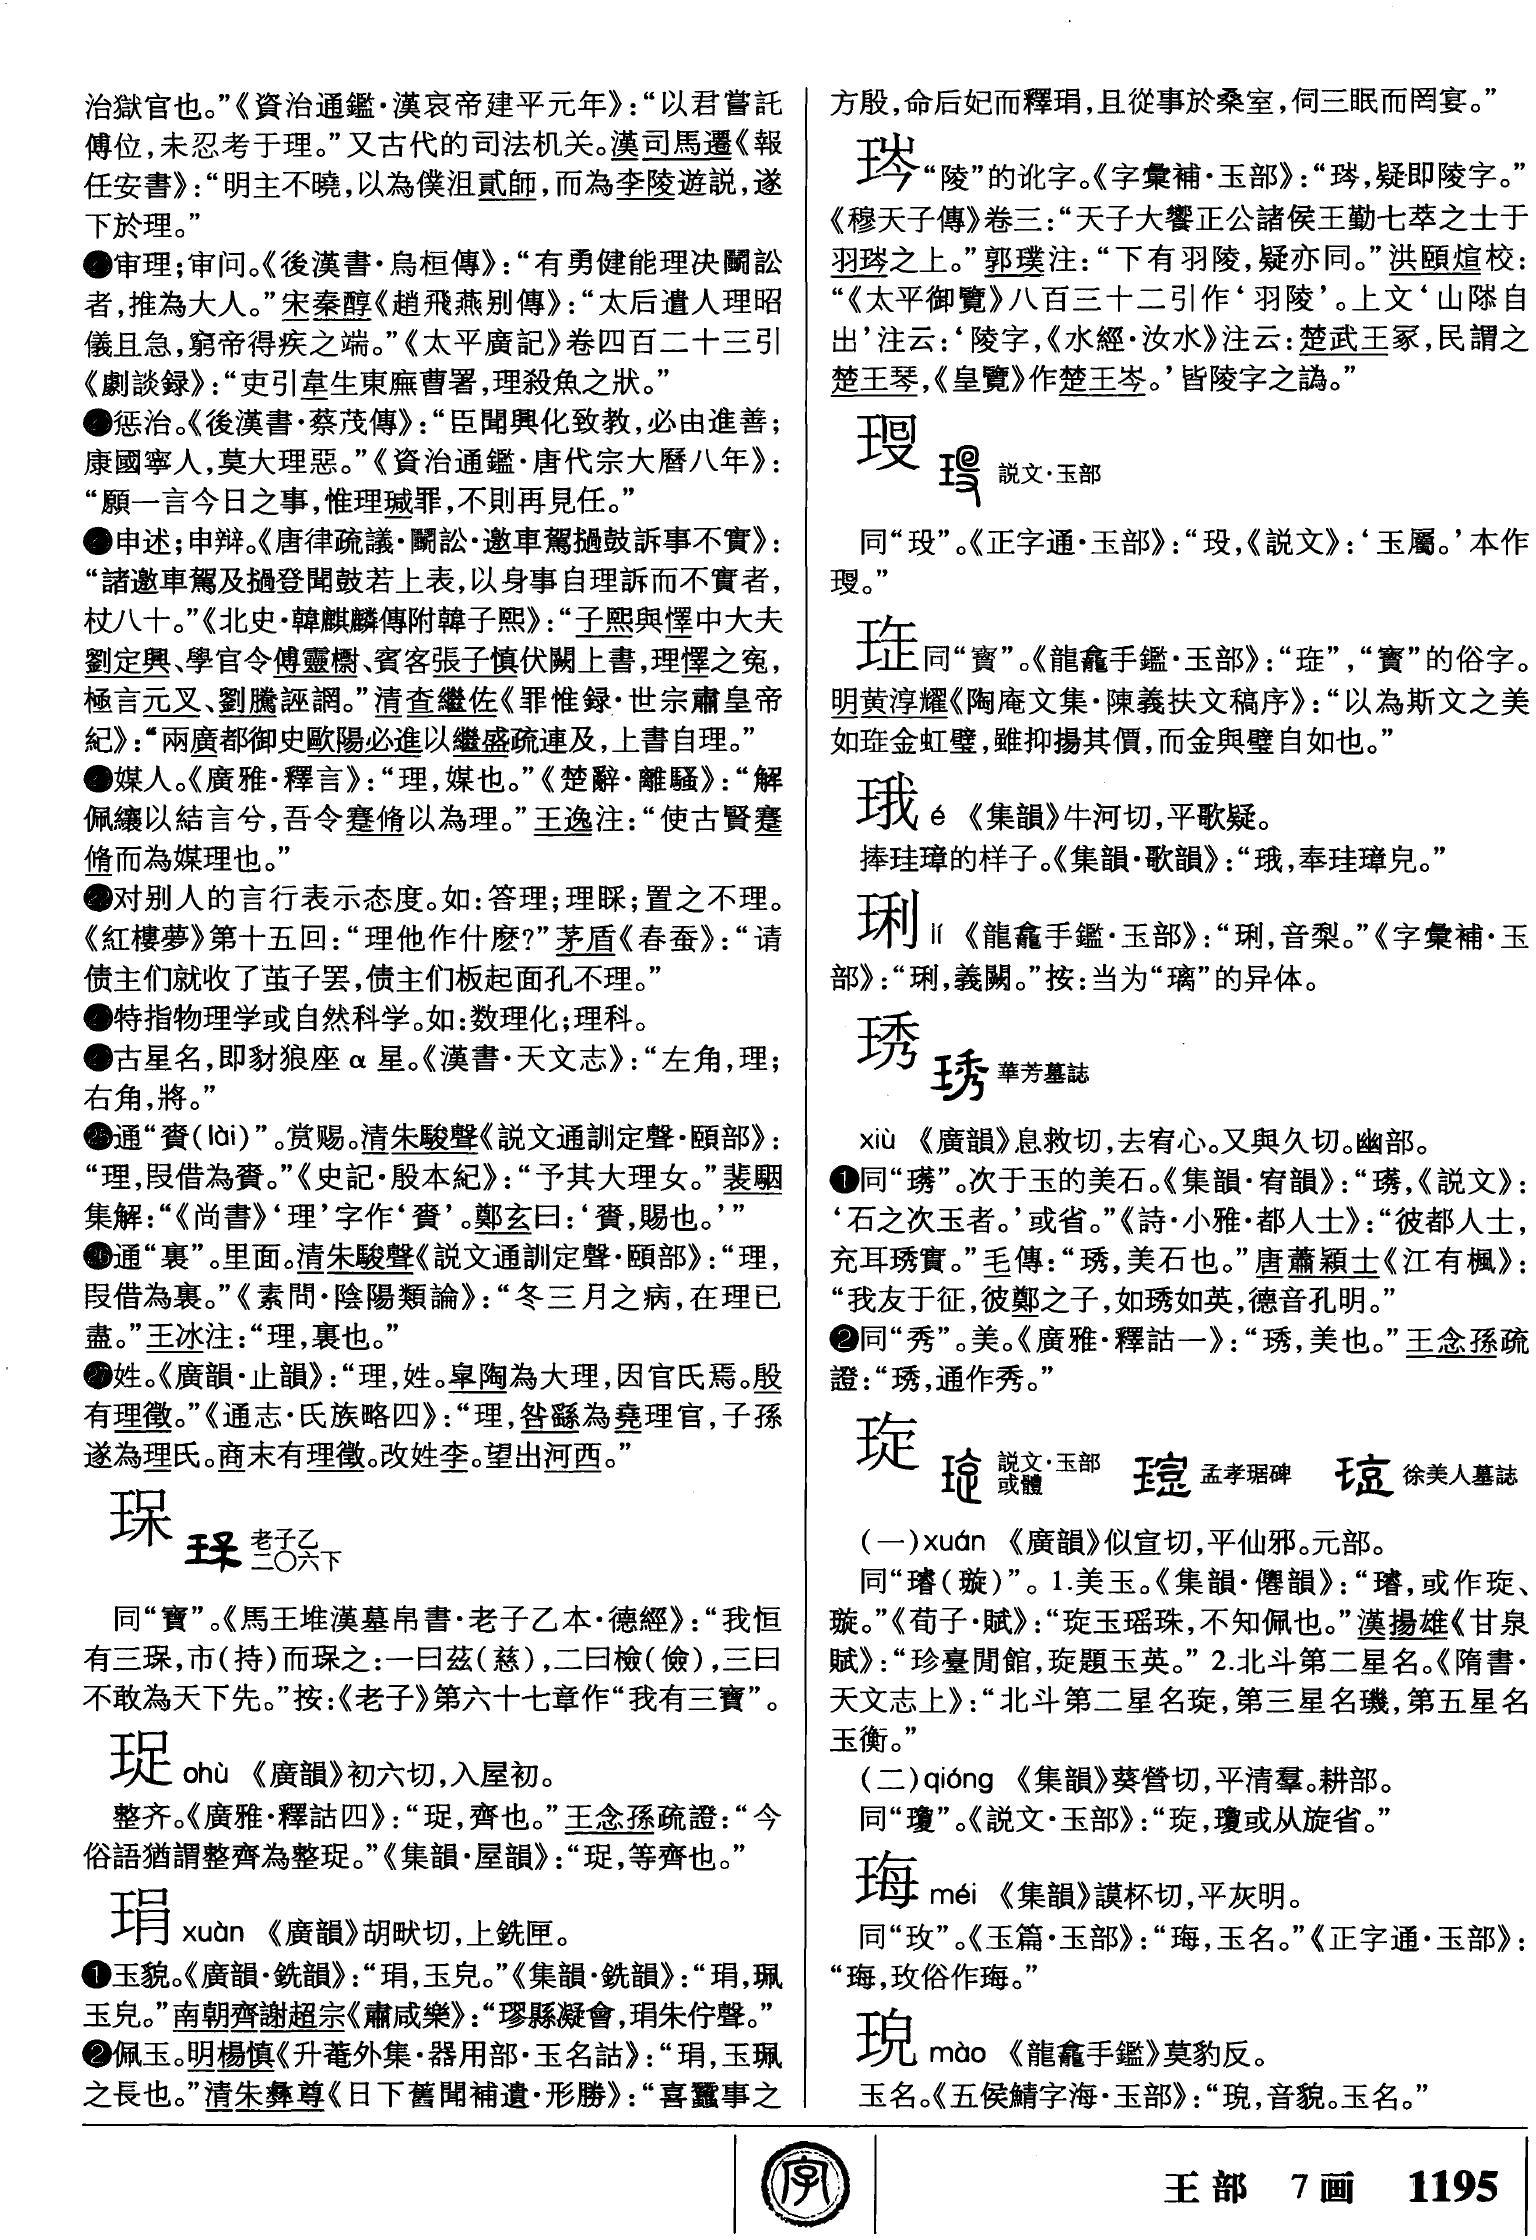 治獄官也。”《資治通鑑·漢哀帝建平元年》：“以君嘗託
傅位，未忍考于理。”又古代的司法机关。漢司馬遷《報
任安書》：“明主不曉，以為僕沮貳師，而為李陵遊説，遂
下於理。”
審理；审问。《後漢書·烏桓傳》：“有勇健能理决鬭訟
者，推為大人。”宋秦醇《趙飛燕别傳》：“太后遣人理昭
儀且急，窮帝得疾之端。”《太平廣記》卷四百二十三引
《劇談録》：“吏引韋生東廡曹署，理殺魚之狀。”
惩治。《後漢書·蔡茂傳》：“臣聞興化致教，必由進善；
康國寧人，莫大理惡。”《資治通鑑·唐代宗大曆八年》：
“願一言今日之事，惟理瑊罪，不則再見任。”
申述；申辩。《唐律疏議·鬭訟·邀車駕撾鼓訴事不實》：
“諸邀車駕及撾登聞鼓若上表，以身事自理訴而不實者，
杖八十。”《北史·韓麒麟傳附韓子熙》：“子熙與懌中大夫
劉定興、學官令傅靈檦、賓客張子慎伏闕上書，理懌之寃，
極言元叉、劉騰誣謂。”清查繼佐《罪惟録·世宗肅皇帝
紀》：“兩廣都御史歐陽必進以繼盛疏連及，上書自理。”
媒人。《廣雅·釋言》：“理，媒也。”《楚辭·離騷》：“解
佩纕以結言兮，吾令蹇脩以為理。”王逸注：“使古賢蹇
脩而為媒理也。”
对别人的言行表示态度。如：答理；理睬；置之不理。
《紅樓夢》第十五回：“理他作什麽？”茅盾《春蚕》：“请
债主们就收了茧子罢，债主们板起面孔不理。”
特指物理学或自然科学。如：数理化；理科。
古星名，即豺狼座 α 星。《漢書·天文志》：“左角，理；
右角，將。”
㉕通“賚(lài)”。赏赐。清朱駿聲《説文通訓定聲·頤部》：
“理，叚借為賚。”《史記·殷本紀》：“予其大理女。”裴駰
集解：“《尚書》‘理’字作‘賚’。鄭玄曰：‘賚，賜也。’”
㉖通“裏”。里面。清朱駿聲《説文通訓定聲·頤部》：“理，
叚借為裏。”《素問·陰陽類論》：“冬三月之病，在理已
盡。”王冰注：“理，裏也。”
㉗姓。《廣韻·止韻》：“理，姓。臯陶為大理，因官氏焉。殷
有理徵。”《通志·氏族略四》：“理，咎繇為堯理官，子孫
遂為理氏。商末有理徵。改姓李。望出河西。”
琛 老子乙
二〇六下
同“寶”。《馬王堆漢墓帛書·老子乙本·德經》：“我恒
有三珤，市(持)而珤之：一曰茲(慈)，二曰檢(儉)，三曰
不敢為天下先。”按：《老子》第六十七章作“我有三寶”。
珿 ohù 《廣韻》初六切，入屋初。
整齐。《廣雅·釋詁四》：“珿，齊也。”王念孫疏證：“今
俗語猶謂整齊為整珿。”《集韻·屋韻》：“珿，等齊也。”
琄 xuàn 《廣韻》胡畎切，上銑匣。
❶玉貌。《廣韻·銑韻》：“琄，玉皃。”《集韻·銑韻》：“琄，珮
玉皃。”南朝齊謝超宗《肅咸樂》：“璆縣凝會，琄朱佇聲。”
❷佩玉。明楊慎《升菴外集·器用部·玉名詁》：“琄，玉珮
之長也。”清朱彝尊《日下舊聞補遺·形勝》：“喜蠶事之
方殷，命后妃而釋琄，且從事於桑室，伺三眠而罔宴。”
琌 “陵”的讹字。《字彙補·玉部》：“琌，疑即陵字。”
《穆天子傳》卷三：“天子大饗正公諸侯王勤七萃之士于
羽琌之上。”郭璞注：“下有羽陵，疑亦同。”洪頤煊校：
“《太平御覽》八百三十二引作‘羽陵’。上文‘山隊自
出’注云：‘陵字，《水經·汝水》注云：楚武王冢，民謂之
楚王琴，《皇覽》作楚王岑。’皆陵字之譌。”
説文·玉部
同“玟”。《正字通·玉部》：“玟，《説文》：‘玉屬。’本作
。”
同“寶”。《龍龕手鑑·玉部》：“”，“寶”的俗字。
明黄淳耀《陶庵文集·陳義扶文稿序》：“以為斯文之美
如金虹璧，雖抑揚其價，而金與璧自如也。”
珴 é 《集韻》牛河切，平歌疑。
捧珪璋的样子。《集韻·歌韻》：“珴，奉珪璋皃。”
琍 lí 《龍龕手鑑·玉部》：“琍，音梨。”《字彙補·玉
部》：“琍，義闕。”按：当为“璃”的异体。
琇 華芳墓誌
xiù 《廣韻》息救切，去宥心。又與久切。幽部。
❶同“璓”。次于玉的美石。《集韻·宥韻》：“璓，《説文》：
‘石之次玉者。’或省。”《詩·小雅·都人士》：“彼都人士，
充耳琇實。”毛傳：“琇，美石也。”唐蕭穎士《江有楓》：
“我友于征，彼鄭之子，如琇如英，德音孔明。”
❷同“秀”。美。《廣雅·釋詁一》：“琇，美也。”王念孫疏
證：“琇，通作秀。”
琁 説文·玉部
或體 孟孝琚碑 徐美人墓誌
(一)xuán 《廣韻》似宣切，平仙邪。元部。
同“璿(璇)”。1.美玉。《集韻·僊韻》：“璿，或作琁、
璇。”《荀子·賦》：“琁玉瑶珠，不知佩也。”漢揚雄《甘泉
賦》：“珍臺閒館，琁題玉英。”2.北斗第二星名。《隋書·
天文志上》：“北斗第二星名琁，第三星名璣，第五星名
玉衡。”
(二)qióng 《集韻》葵營切，平清羣。耕部。
同“瓊”。《説文·玉部》：“琁，瓊或从旋省。”
珻 méi 《集韻》謨杯切，平灰明。
同“玫”。《玉篇·玉部》：“珻，玉名。”《正字通·玉部》：
“珻，玫俗作珻。”
mào 《龍龕手鑑》莫豹反。
玉名。《五侯鯖字海·玉部》：“，音貌。玉名。”
字
王部 7画 1195